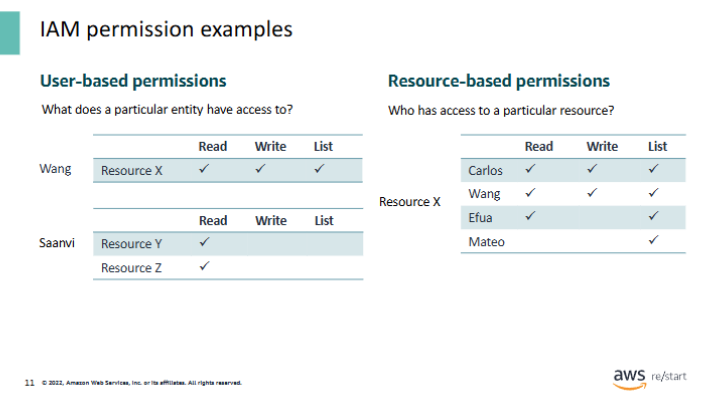 IAM permission examples
User-based permissions
What does a particular entity have access to?
Read Write List
Wang Resource X ✓ ✓ ✓
Read Write List
Saanvi Resource Y ✓
Resource Z ✓
Resource-based permissions
Who has access to a particular resource?
Read Write List
Resource X
Carlos ✓ ✓ ✓
Wang ✓ ✓ ✓
Efua ✓ ✓
Mateo ✓
11 © 2022, Amazon Web Services, Inc. or its affiliates. All rights reserved.
aws re/start